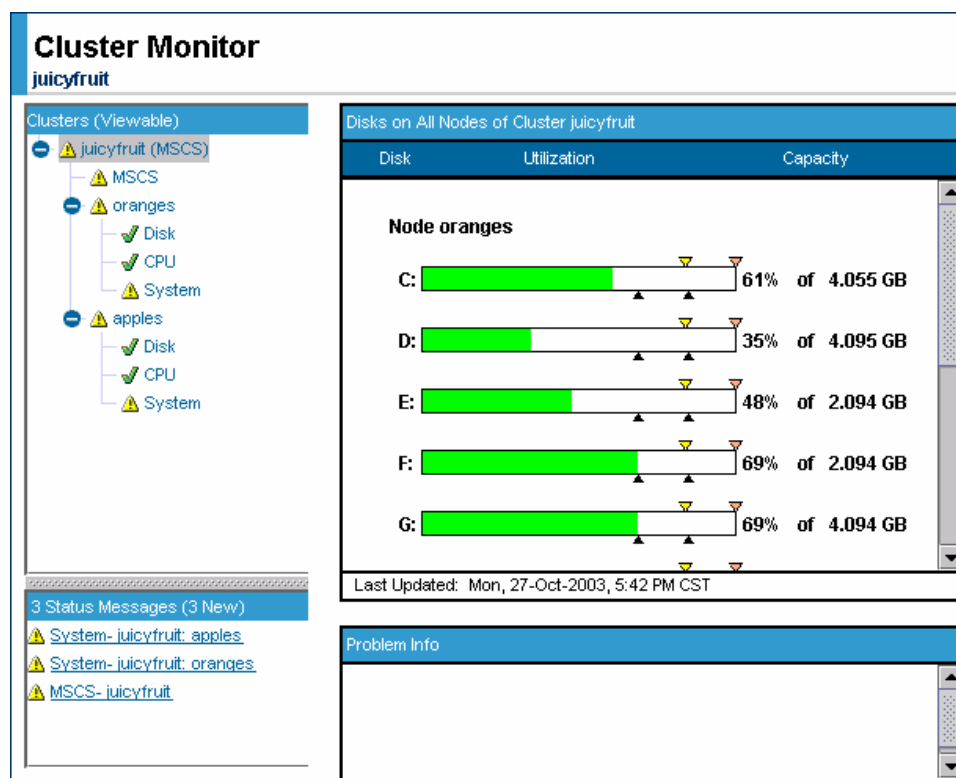 Cluster Monitor
juicyfruit
Clusters (Viewable)
juicyfruit (MSCS)
MSCS
oranges
Disk
CPU
System
apples
Disk
CPU
System
3 Status Messages (3 New)
System- juicyfruit: apples
System- juicyfruit: oranges
MSCS- juicyfruit
Disks on All Nodes of Cluster juicyfruit
Disk Utilization Capacity
Node oranges
C: 61% of 4.055 GB
D: 35% of 4.095 GB
E: 48% of 2.094 GB
F: 69% of 2.094 GB
G: 69% of 4.094 GB
Last Updated: Mon, 27-Oct-2003, 5:42 PM CST
Problem Info